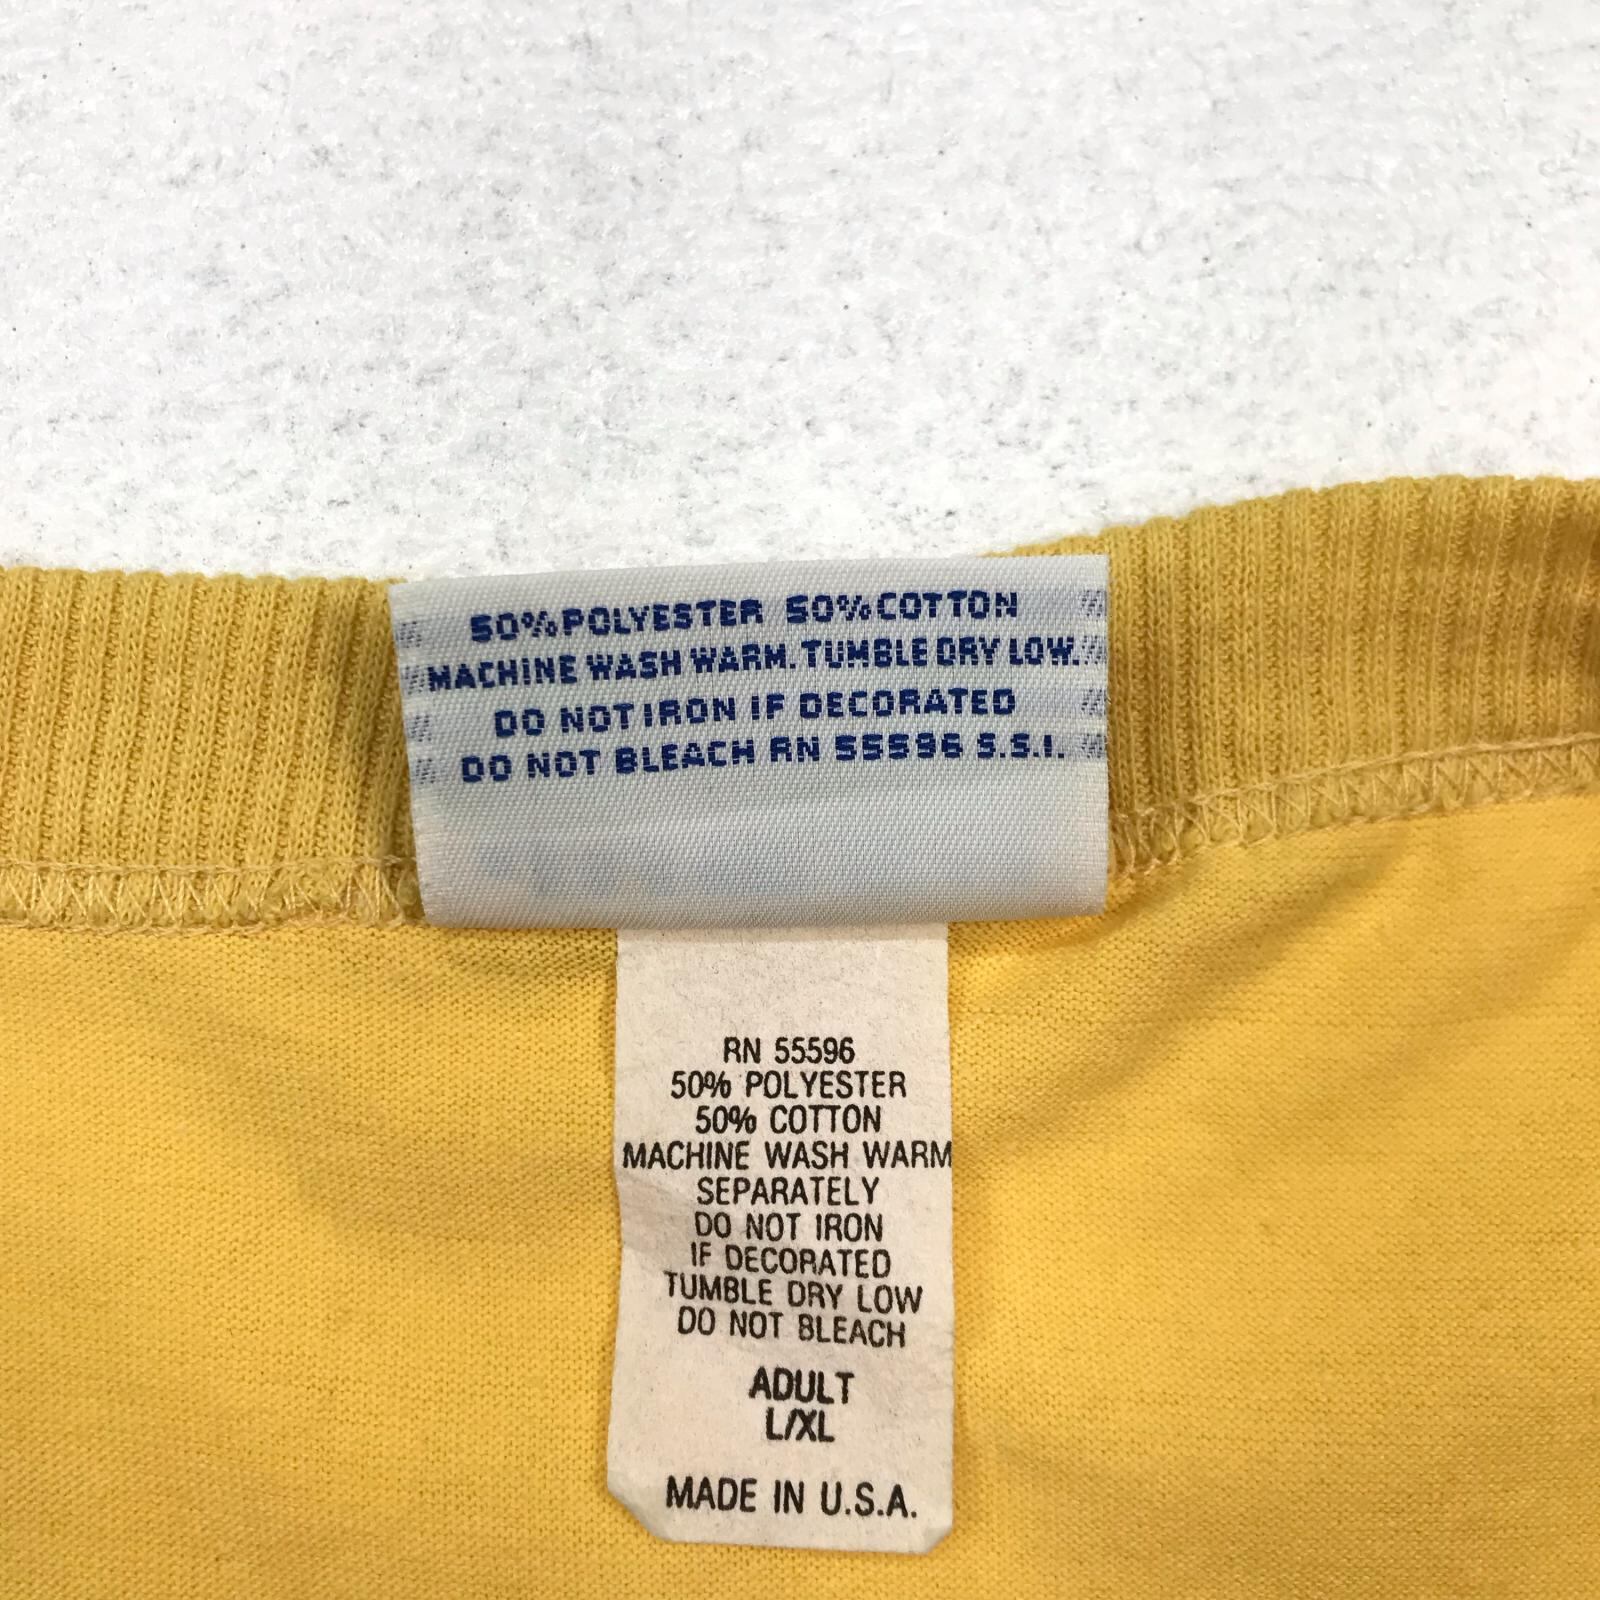 50% POLYESTER 50% COTTON
MACHINE WASH WARM. TUMBLE DRY LOW.
DO NOT IRON IF DECORATED
DO NOT BLEACH RN 55596 S.S.I.
RN 55596
50% POLYESTER
50% COTTON
MACHINE WASH WARM
SEPARATELY
DO NOT IRON
IF DECORATED
TUMBLE DRY LOW
DO NOT BLEACH
ADULT
L/XL
MADE IN U.S.A.